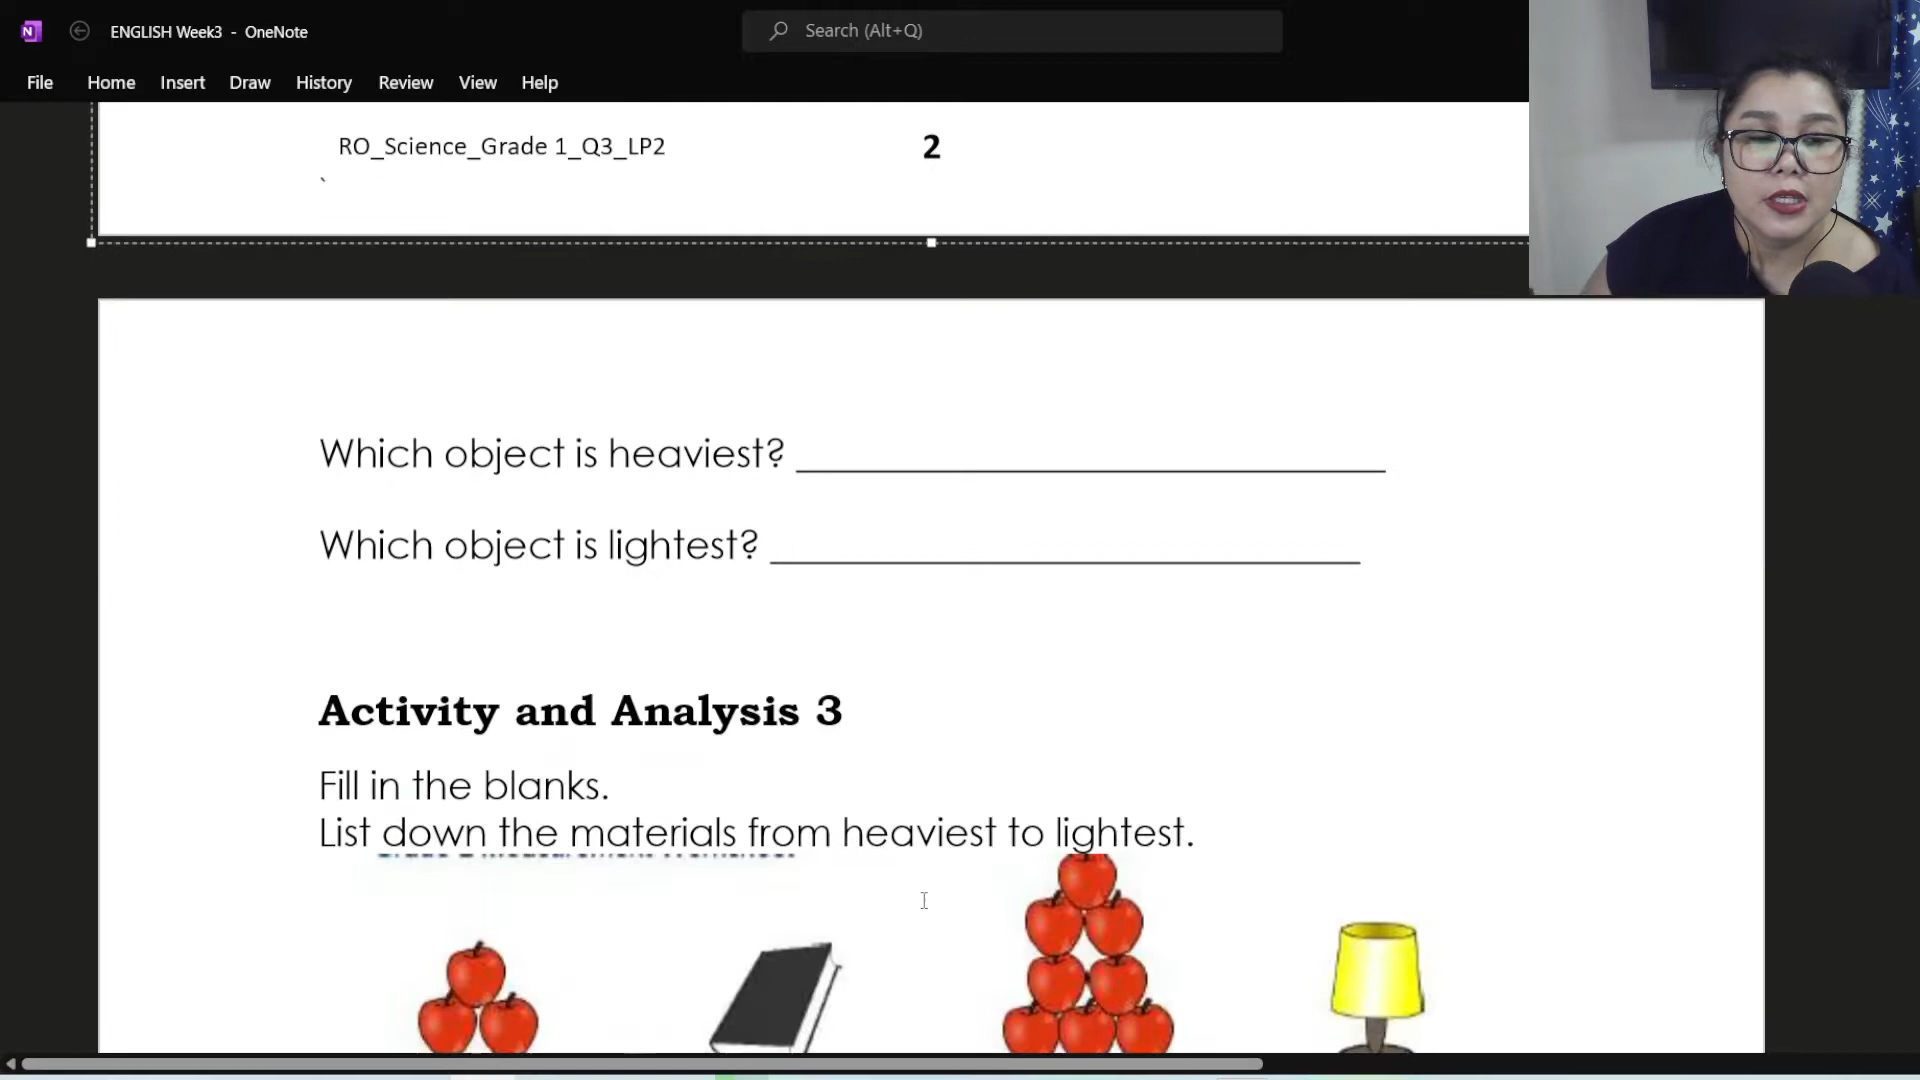 ENGLISH Week3 - OneNote
Search (Alt+Q)
File Home Insert Draw History Review View Help
RO_Science_Grade 1_Q3_LP2 2
`
Which object is heaviest? ____________________
Which object is lightest? ____________________
Activity and Analysis 3
Fill in the blanks.
List down the materials from heaviest to lightest.